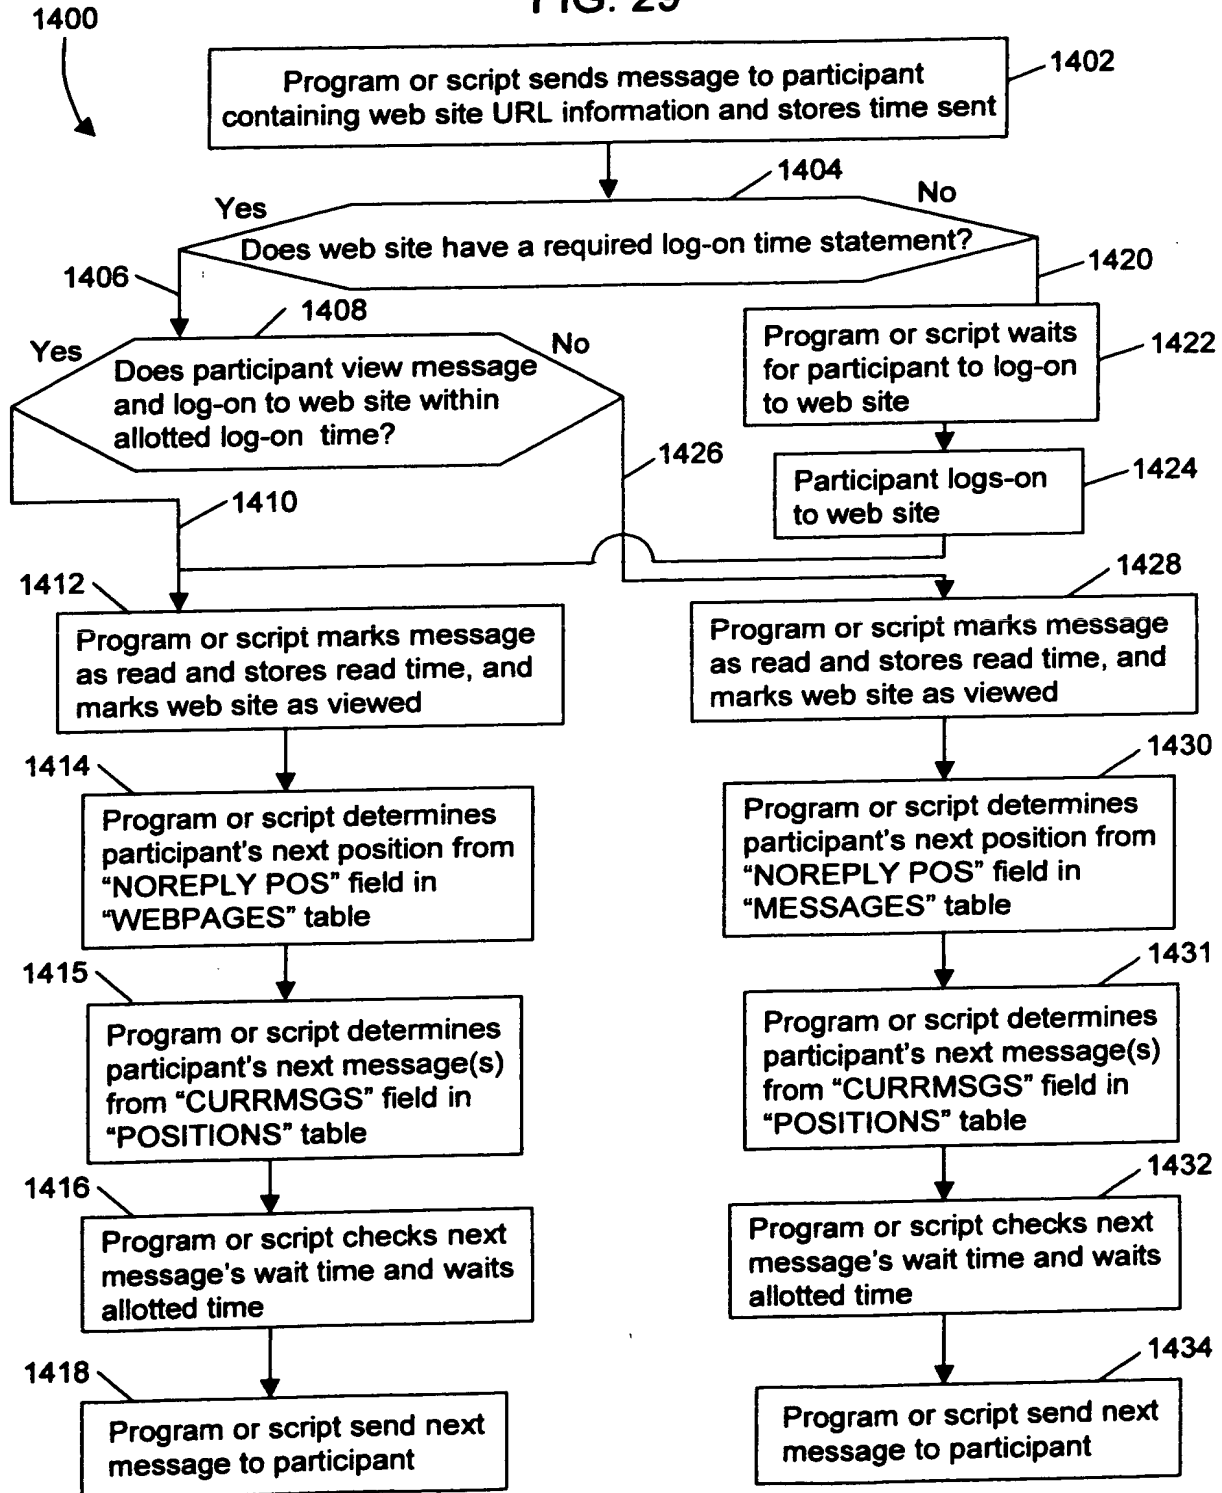 FIG. 29
1400
Program or script sends message to participant
containing web site URL information and stores time sent
1402
1404
Yes
No
Does web site have a required log-on time statement?
1406
1420
1408
Yes
No
Does participant view message
and log-on to web site within
allotted log-on time?
Program or script waits
for participant to log-on
to web site
1422
1426
1410
Participant logs-on
to web site
1424
1412
Program or script marks message
as read and stores read time, and
marks web site as viewed
1428
Program or script marks message
as read and stores read time, and
marks web site as viewed
1414
Program or script determines
participant's next position from
“NOREPLY POS” field in
“WEBPAGES” table
1430
Program or script determines
participant's next position from
“NOREPLY POS” field in
“MESSAGES” table
1415
Program or script determines
participant's next message(s)
from “CURRMSGS” field in
“POSITIONS” table
1431
Program or script determines
participant's next message(s)
from “CURRMSGS” field in
“POSITIONS” table
1416
Program or script checks next
message's wait time and waits
allotted time
1432
Program or script checks next
message's wait time and waits
allotted time
1418
Program or script send next
message to participant
1434
Program or script send next
message to participant